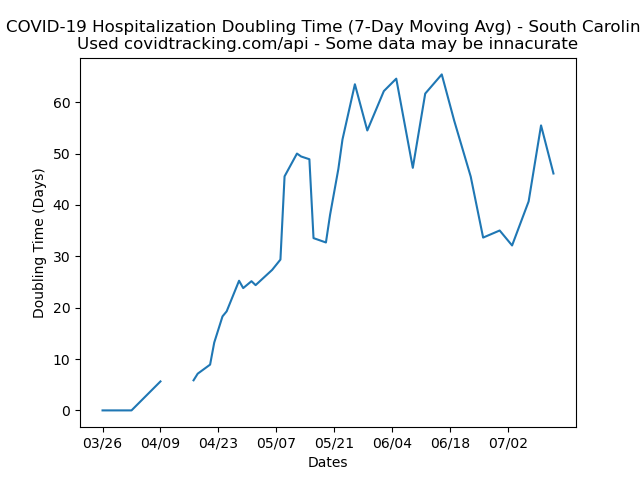 COVID-19 Hospitalization Doubling Time (7-Day Moving Avg) - South Carolin
Used covidtracking.com/api - Some data may be innacurate
Doubling Time (Days)
60
50
40
30
20
10
0
03/26 04/09 04/23 05/07 05/21 06/04 06/18 07/02
Dates